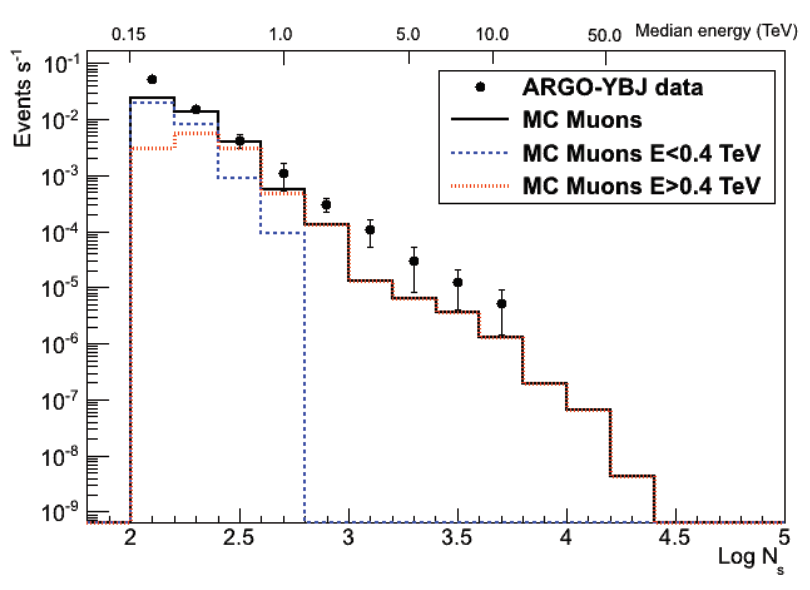 0.15 1.0 5.0 10.0 50.0 Median energy (TeV)
Events s⁻¹
10⁻¹
10⁻²
10⁻³
10⁻⁴
10⁻⁵
10⁻⁶
10⁻⁷
10⁻⁸
10⁻⁹
ARGO-YBJ data
MC Muons
MC Muons E<0.4 TeV
MC Muons E>0.4 TeV
2 2.5 3 3.5 4 4.5 5
Log Nₛ